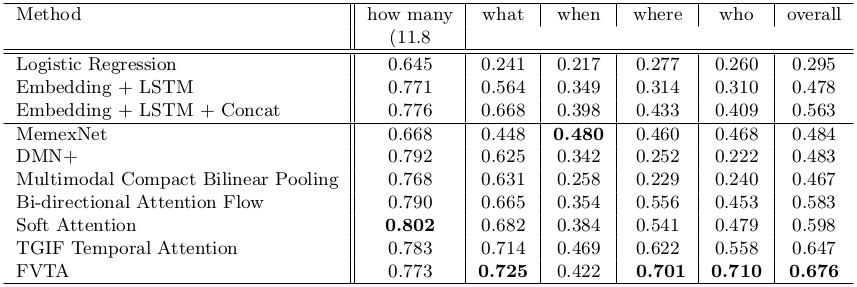 Method how many what when where who overall
(11.8
Logistic Regression 0.645 0.241 0.217 0.277 0.260 0.295
Embedding + LSTM 0.771 0.564 0.349 0.314 0.310 0.478
Embedding + LSTM + Concat 0.776 0.668 0.398 0.433 0.409 0.563
MemexNet 0.668 0.448 0.480 0.460 0.468 0.484
DMN+ 0.792 0.625 0.342 0.252 0.222 0.483
Multimodal Compact Bilinear Pooling 0.768 0.631 0.258 0.229 0.240 0.467
Bi-directional Attention Flow 0.790 0.665 0.354 0.556 0.453 0.583
Soft Attention 0.802 0.682 0.384 0.541 0.479 0.598
TGIF Temporal Attention 0.783 0.714 0.469 0.622 0.558 0.647
FVTA 0.773 0.725 0.422 0.701 0.710 0.676